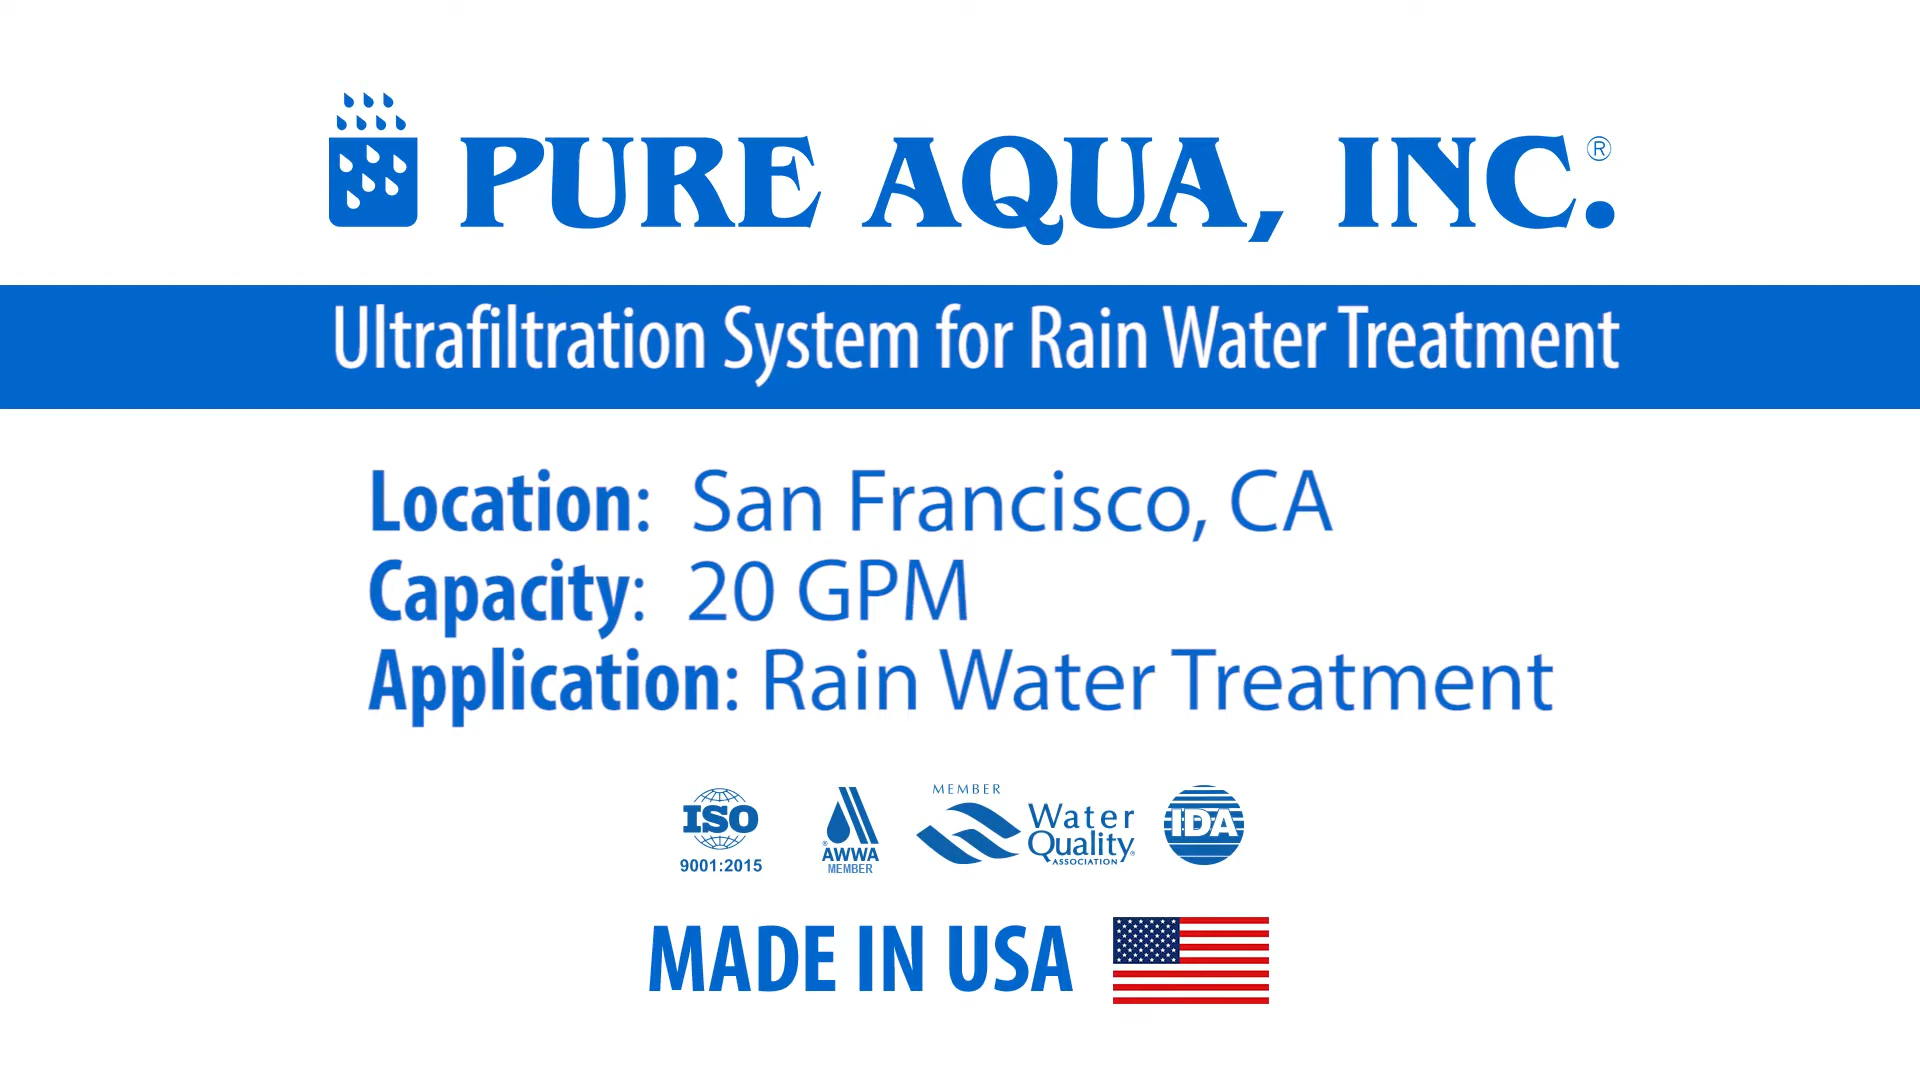 PURE AQUA, INC.®
Ultrafiltration System for Rain Water Treatment
Location: San Francisco, CA
Capacity: 20 GPM
Application: Rain Water Treatment
ISO
9001:2015
® AWWA
MEMBER
MEMBER
Water
Quality®
ASSOCIATION
IDA
MADE IN USA